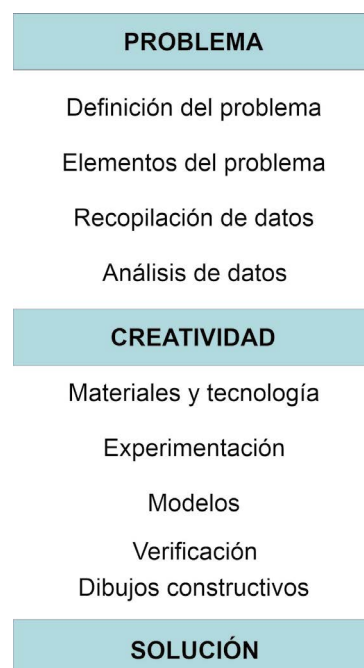 PROBLEMA
Definición del problema
Elementos del problema
Recopilación de datos
Análisis de datos
CREATIVIDAD
Materiales y tecnología
Experimentación
Modelos
Verificación
Dibujos constructivos
SOLUCIÓN